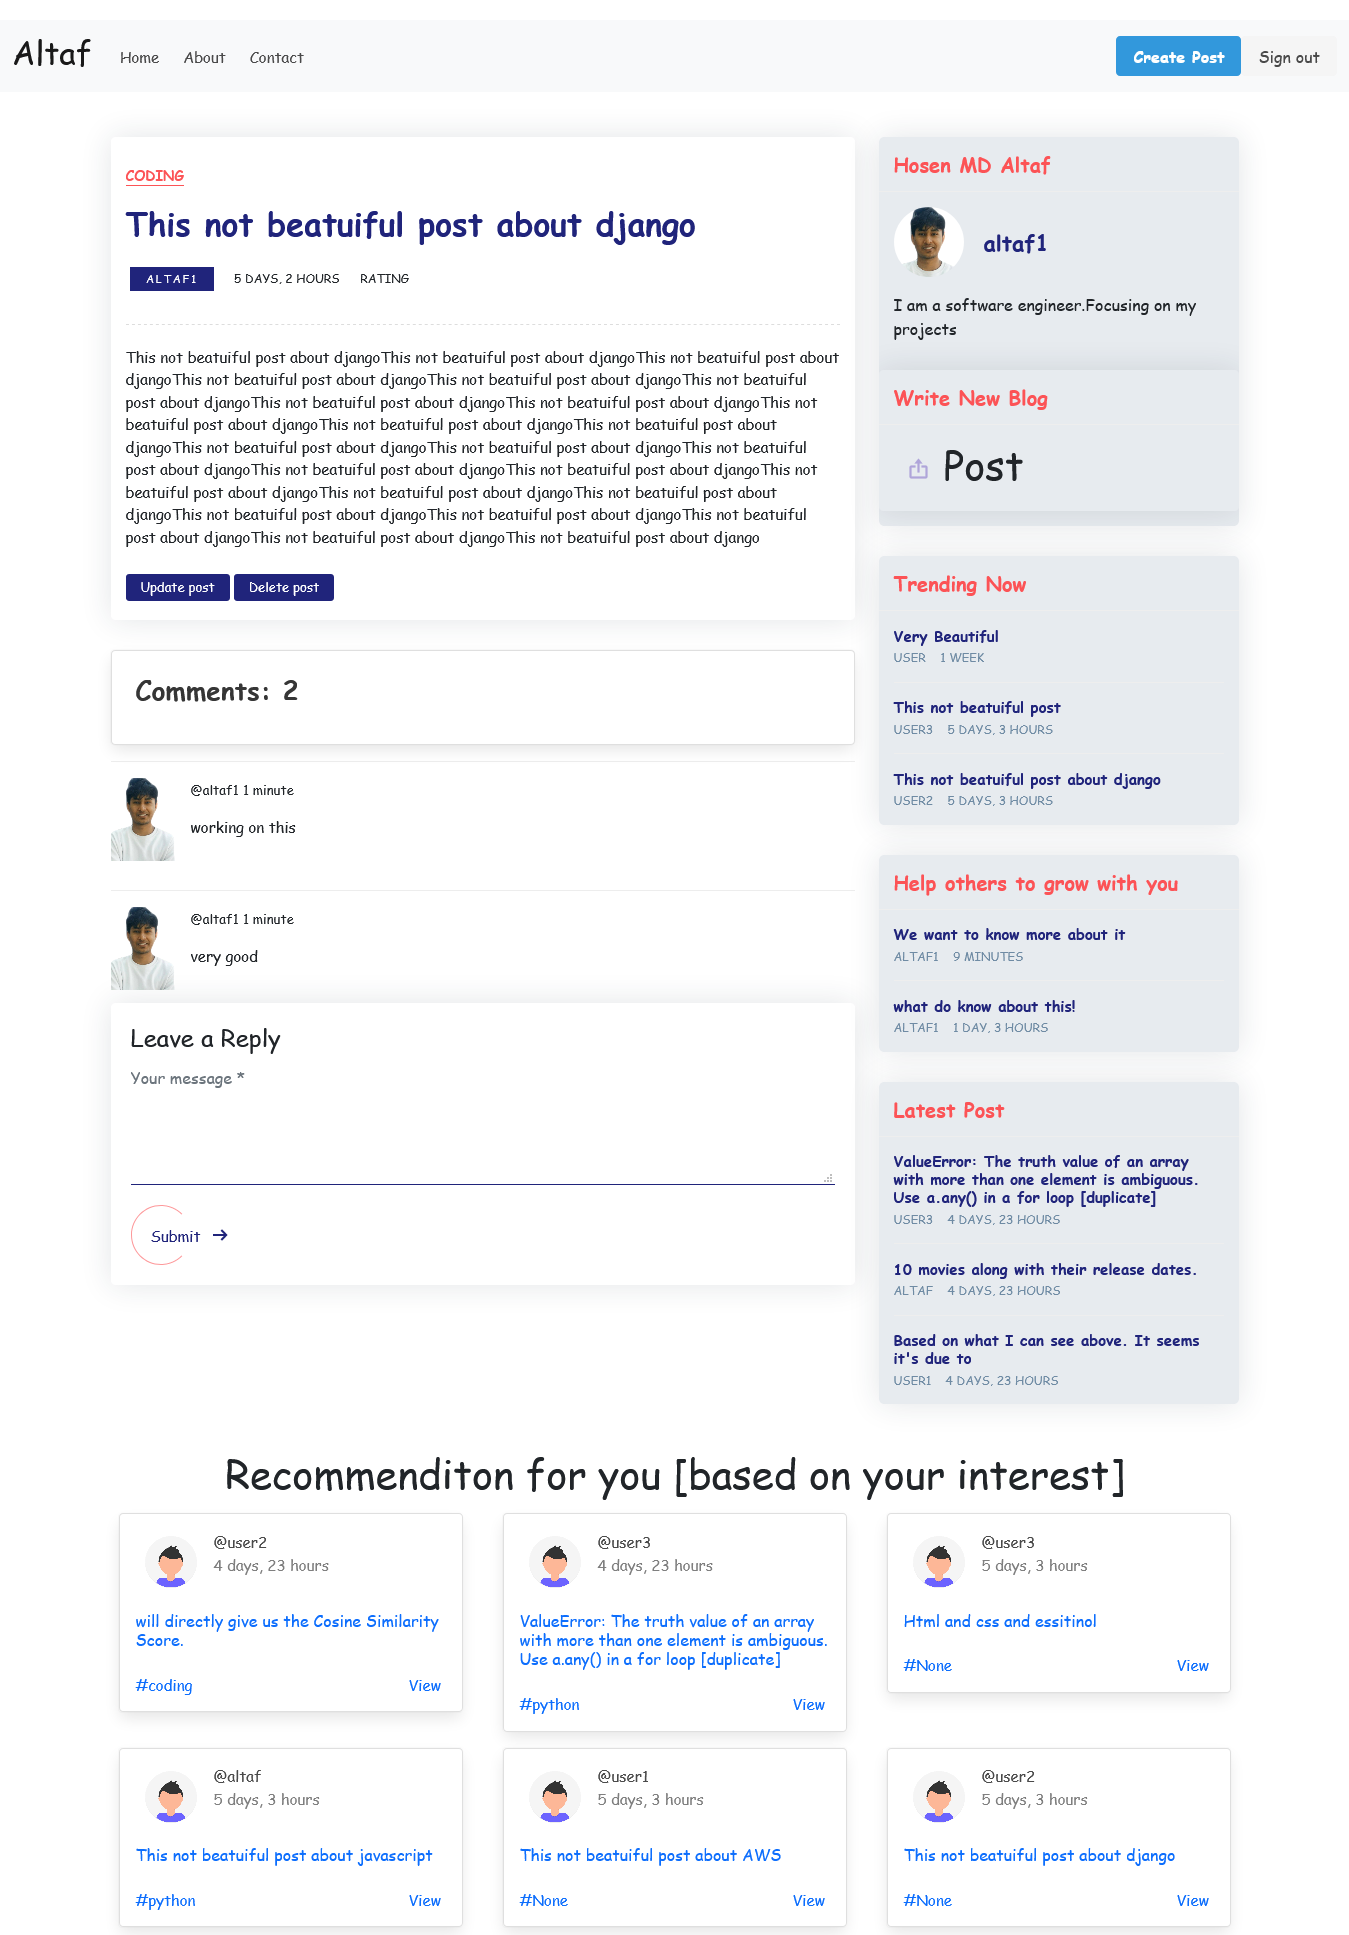 Altaf Home About Contact Create Post Sign out
CODING
This not beatuiful post about django
ALTAF1 5 DAYS, 2 HOURS RATING
This not beatuiful post about djangoThis not beatuiful post about djangoThis not beatuiful post about
djangoThis not beatuiful post about djangoThis not beatuiful post about djangoThis not beatuiful
post about djangoThis not beatuiful post about djangoThis not beatuiful post about djangoThis not
beatuiful post about djangoThis not beatuiful post about djangoThis not beatuiful post about
djangoThis not beatuiful post about djangoThis not beatuiful post about djangoThis not beatuiful
post about djangoThis not beatuiful post about djangoThis not beatuiful post about djangoThis not
beatuiful post about djangoThis not beatuiful post about djangoThis not beatuiful post about
djangoThis not beatuiful post about djangoThis not beatuiful post about djangoThis not beatuiful
post about djangoThis not beatuiful post about djangoThis not beatuiful post about django
Update post Delete post
Comments: 2
@altaf1 1 minute
working on this
@altaf1 1 minute
very good
Leave a Reply
Your message *
Submit
Hosen MD Altaf
altaf1
I am a software engineer.Focusing on my
projects
Write New Blog
Post
Trending Now
Very Beautiful
USER 1 WEEK
This not beatuiful post
USER3 5 DAYS, 3 HOURS
This not beatuiful post about django
USER2 5 DAYS, 3 HOURS
Help others to grow with you
We want to know more about it
ALTAF1 9 MINUTES
what do know about this!
ALTAF1 1 DAY, 3 HOURS
Latest Post
ValueError: The truth value of an array
with more than one element is ambiguous.
Use a.any() in a for loop [duplicate]
USER3 4 DAYS, 23 HOURS
10 movies along with their release dates.
ALTAF 4 DAYS, 23 HOURS
Based on what I can see above. It seems
it's due to
USER1 4 DAYS, 23 HOURS
Recommenditon for you [based on your interest]
@user2
4 days, 23 hours
will directly give us the Cosine Similarity
Score.
#coding View
@user3
4 days, 23 hours
ValueError: The truth value of an array
with more than one element is ambiguous.
Use a.any() in a for loop [duplicate]
#python View
@user3
5 days, 3 hours
Html and css and essitinol
#None View
@altaf
5 days, 3 hours
This not beatuiful post about javascript
#python View
@user1
5 days, 3 hours
This not beatuiful post about AWS
#None View
@user2
5 days, 3 hours
This not beatuiful post about django
#None View